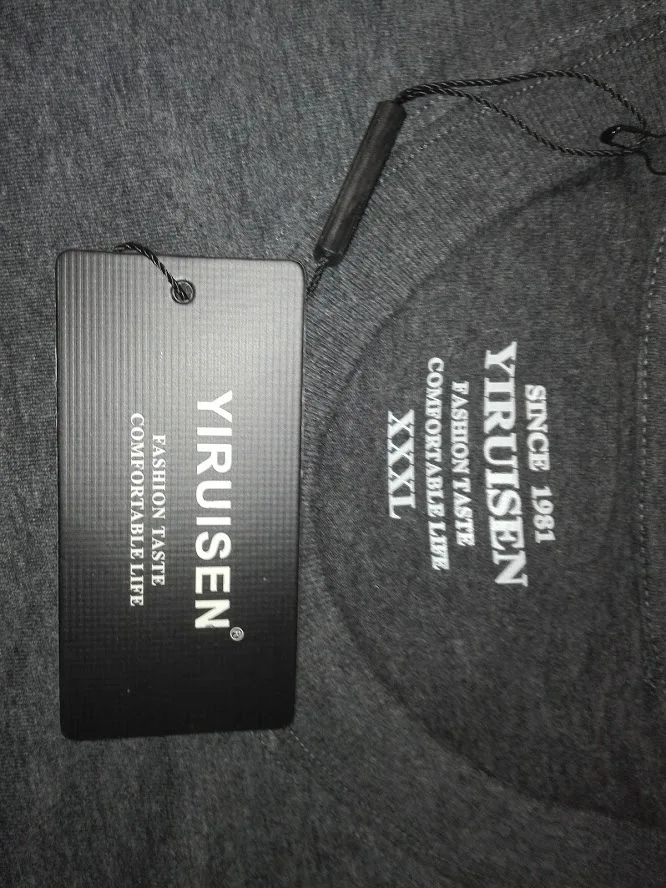 YIRUISEN®
FASHION TASTE
COMFORTABLE LIFE
SINCE 1981
YIRUISEN
FASHION TASTE
COMFORTABLE LIFE
XXXL